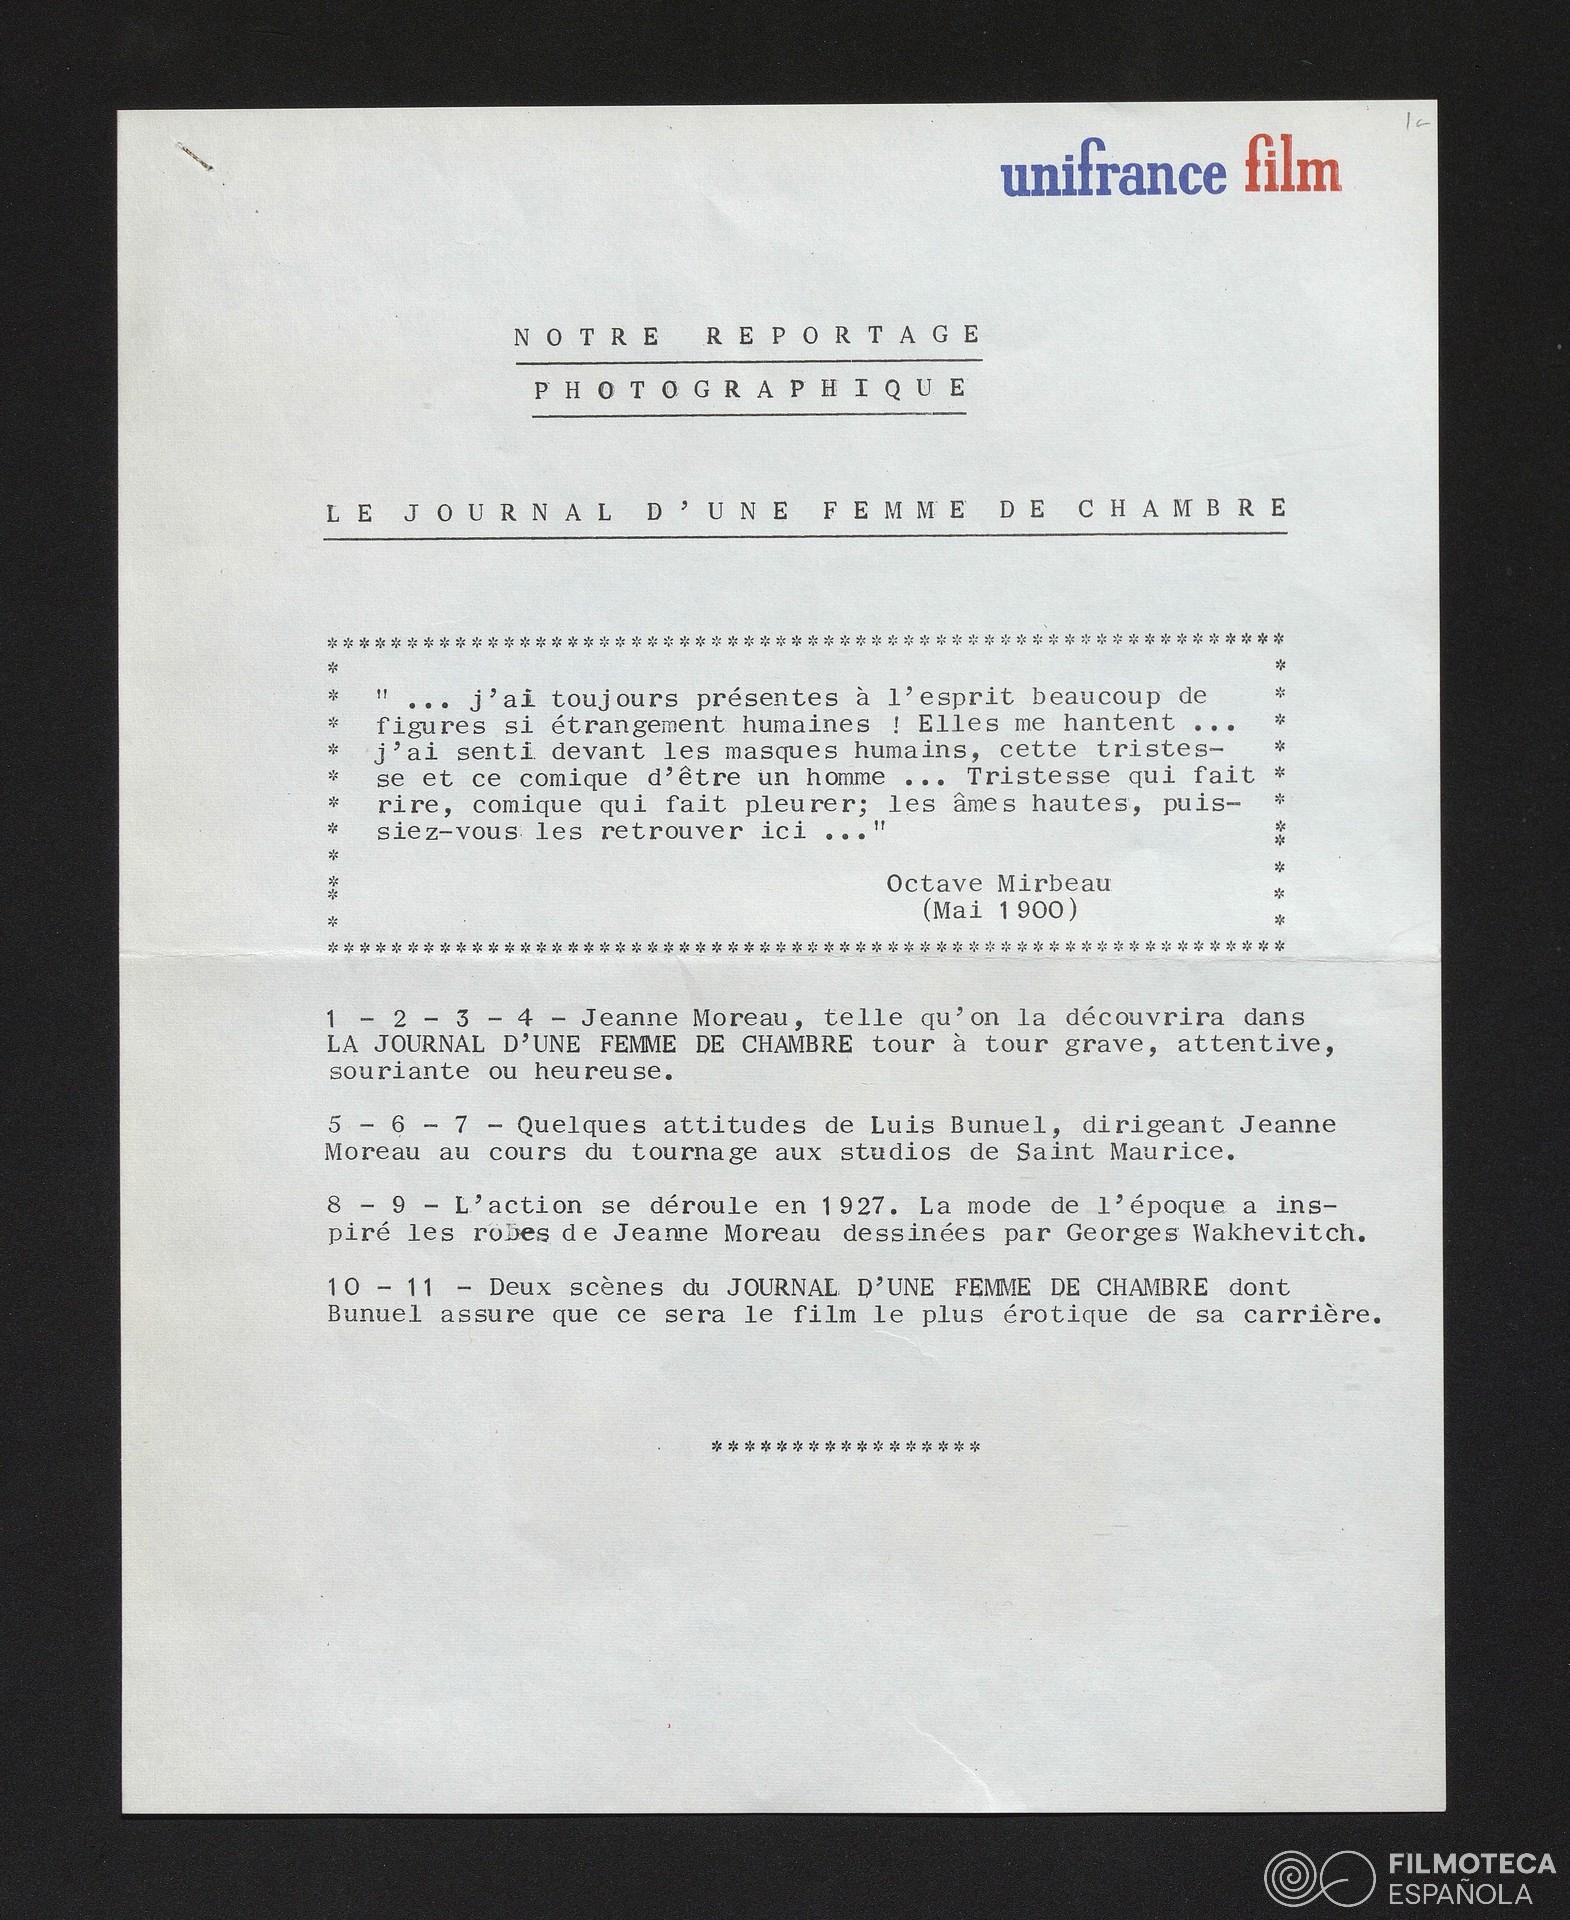 1a
unifrance film
NOTRE REPORTAGE
PHOTOGRAPHIQUE
LE JOURNAL D'UNE FEMME DE CHAMBRE
************************************************************
* *
* " ... j'ai toujours présentes à l'esprit beaucoup de *
* figures si étrangement humaines ! Elles me hantent ... *
* j'ai senti devant les masques humains, cette tristes- *
* se et ce comique d'être un homme ... Tristesse qui fait *
* rire, comique qui fait pleurer; les âmes hautes, puis- *
* siez-vous les retrouver ici ..." *
* *
* Octave Mirbeau *
* (Mai 1900) *
************************************************************
1 - 2 - 3 - 4 - Jeanne Moreau, telle qu'on la découvrira dans
LA JOURNAL D'UNE FEMME DE CHAMBRE tour à tour grave, attentive,
souriante ou heureuse.
5 - 6 - 7 - Quelques attitudes de Luis Bunuel, dirigeant Jeanne
Moreau au cours du tournage aux studios de Saint Maurice.
8 - 9 - L'action se déroule en 1927. La mode de l'époque a ins-
piré les robes de Jeanne Moreau dessinées par Georges Wakhevitch.
10 - 11 - Deux scènes du JOURNAL D'UNE FEMME DE CHAMBRE dont
Bunuel assure que ce sera le film le plus érotique de sa carrière.
*****************
FILMOTECA
ESPAÑOLA